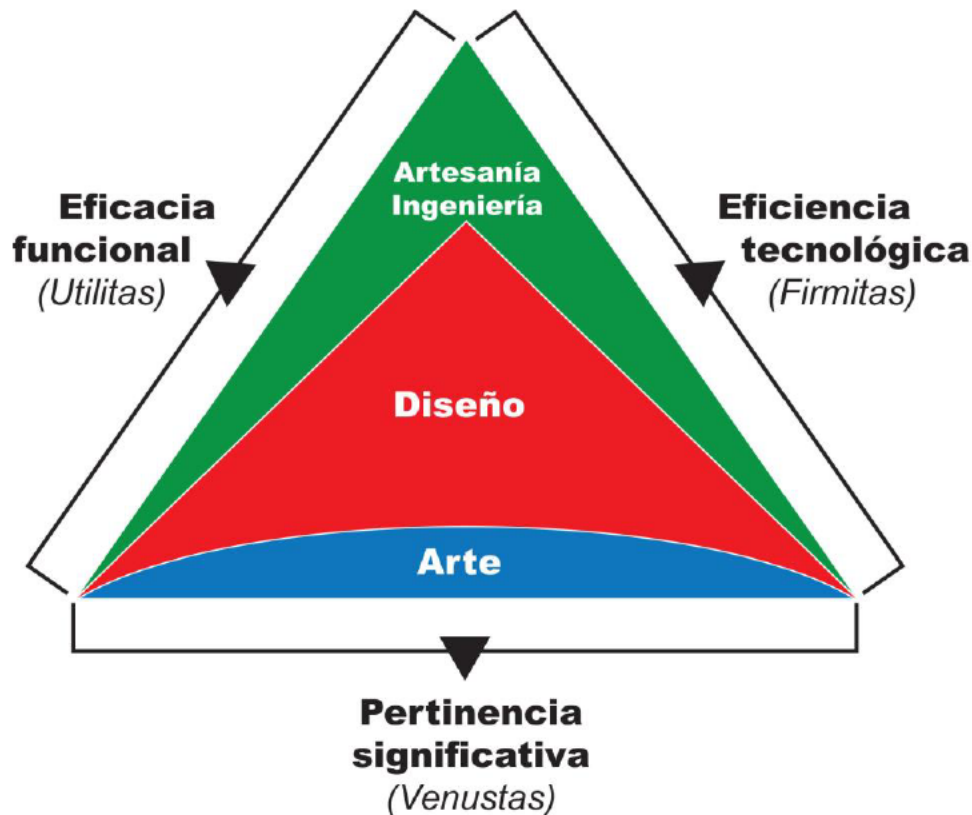 Artesanía
Ingeniería
Eficacia
funcional
(Utilitas)
Eficiencia
tecnológica
(Firmitas)
Diseño
Arte
Pertinencia
significativa
(Venustas)